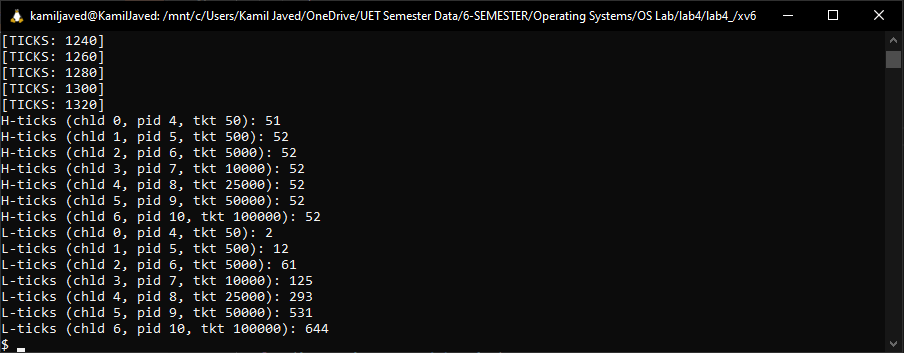 kamiljaved@KamilJaved: /mnt/c/Users/Kamil Javed/OneDrive/UET Semester Data/6-SEMESTER/Operating Systems/OS Lab/lab4/lab4_/xv6
[TICKS: 1240]
[TICKS: 1260]
[TICKS: 1280]
[TICKS: 1300]
[TICKS: 1320]
H-ticks (chld 0, pid 4, tkt 50): 51
H-ticks (chld 1, pid 5, tkt 500): 52
H-ticks (chld 2, pid 6, tkt 5000): 52
H-ticks (chld 3, pid 7, tkt 10000): 52
H-ticks (chld 4, pid 8, tkt 25000): 52
H-ticks (chld 5, pid 9, tkt 50000): 52
H-ticks (chld 6, pid 10, tkt 100000): 52
L-ticks (chld 0, pid 4, tkt 50): 2
L-ticks (chld 1, pid 5, tkt 500): 12
L-ticks (chld 2, pid 6, tkt 5000): 61
L-ticks (chld 3, pid 7, tkt 10000): 125
L-ticks (chld 4, pid 8, tkt 25000): 293
L-ticks (chld 5, pid 9, tkt 50000): 531
L-ticks (chld 6, pid 10, tkt 100000): 644
$